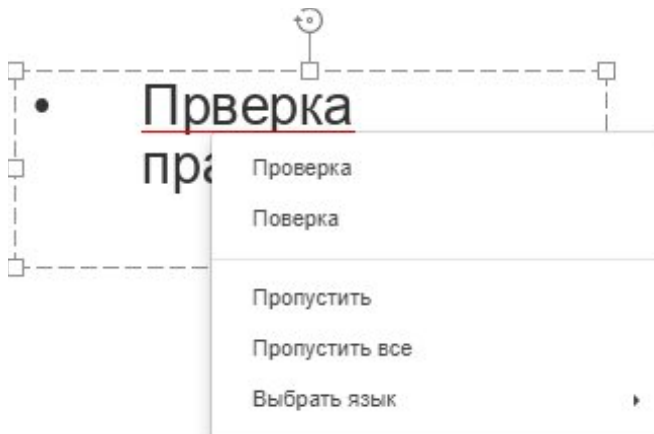 • Прверка
пра
Проверка
Поверка
Пропустить
Пропустить все
Выбрать язык